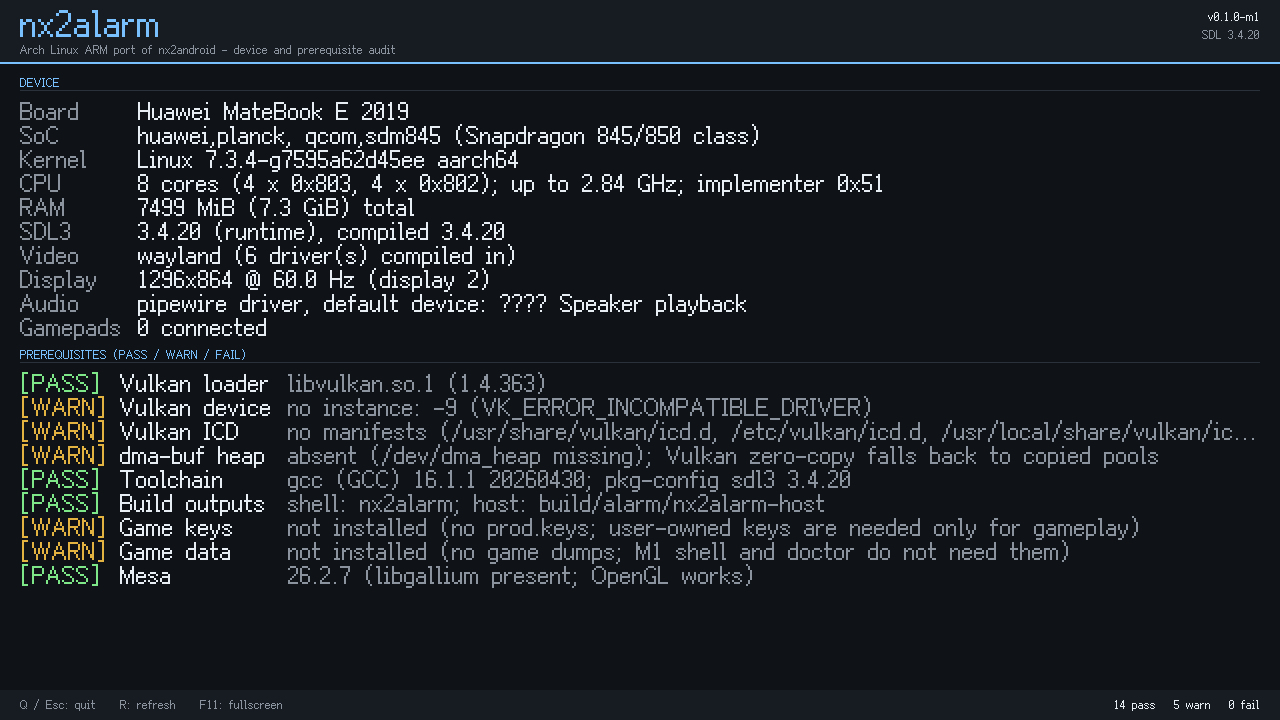 nx2alarm
v0.1.0-m1
Arch Linux ARM port of nx2android - device and prerequisite audit
SDL 3.4.20
DEVICE
Board Huawei MateBook E 2019
SoC huawei,planck, qcom,sdm845 (Snapdragon 845/850 class)
Kernel Linux 7.3.4-g7595a62d45ee aarch64
CPU 8 cores (4 x 0x803, 4 x 0x802); up to 2.84 GHz; implementer 0x51
RAM 7499 MiB (7.3 GiB) total
SDL3 3.4.20 (runtime), compiled 3.4.20
Video wayland (6 driver(s) compiled in)
Display 1296x864 @ 60.0 Hz (display 2)
Audio pipewire driver, default device: ???? Speaker playback
Gamepads 0 connected
PREREQUISITES (PASS / WARN / FAIL)
[PASS] Vulkan loader libvulkan.so.1 (1.4.363)
[WARN] Vulkan device no instance: -9 (VK_ERROR_INCOMPATIBLE_DRIVER)
[WARN] Vulkan ICD no manifests (/usr/share/vulkan/icd.d, /etc/vulkan/icd.d, /usr/local/share/vulkan/ic...
[WARN] dma-buf heap absent (/dev/dma_heap missing); Vulkan zero-copy falls back to copied pools
[PASS] Toolchain gcc (GCC) 16.1.1 20260430; pkg-config sdl3 3.4.20
[PASS] Build outputs shell: nx2alarm; host: build/alarm/nx2alarm-host
[WARN] Game keys not installed (no prod.keys; user-owned keys are needed only for gameplay)
[WARN] Game data not installed (no game dumps; M1 shell and doctor do not need them)
[PASS] Mesa 26.2.7 (libgallium present; OpenGL works)
Q / Esc: quit R: refresh F11: fullscreen 14 pass 5 warn 0 fail